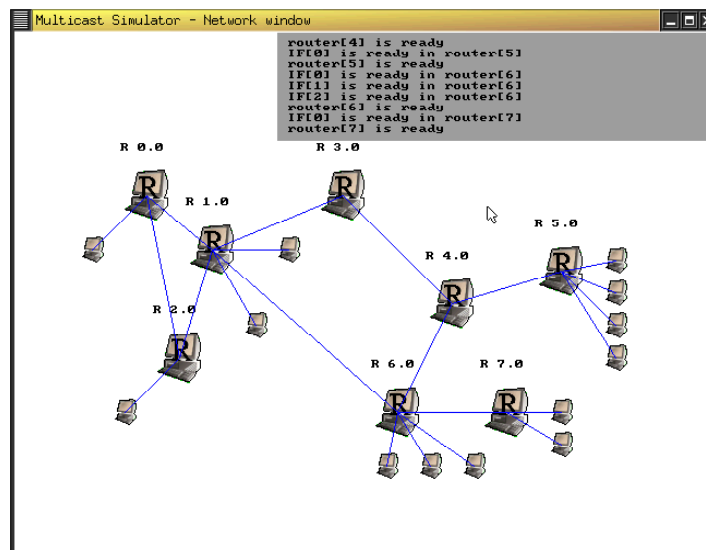 Multicast Simulator - Network window
router[4] is ready
IF[0] is ready in router[5]
router[5] is ready
IF[0] is ready in router[6]
IF[1] is ready in router[6]
IF[2] is ready in router[6]
router[6] is ready
IF[0] is ready in router[7]
router[7] is ready
R 0.0
R 3.0
R
R
R 1.0
R
R 5.0
R 4.0
R
R
R 2.0
R
R 6.0
R 7.0
R
R